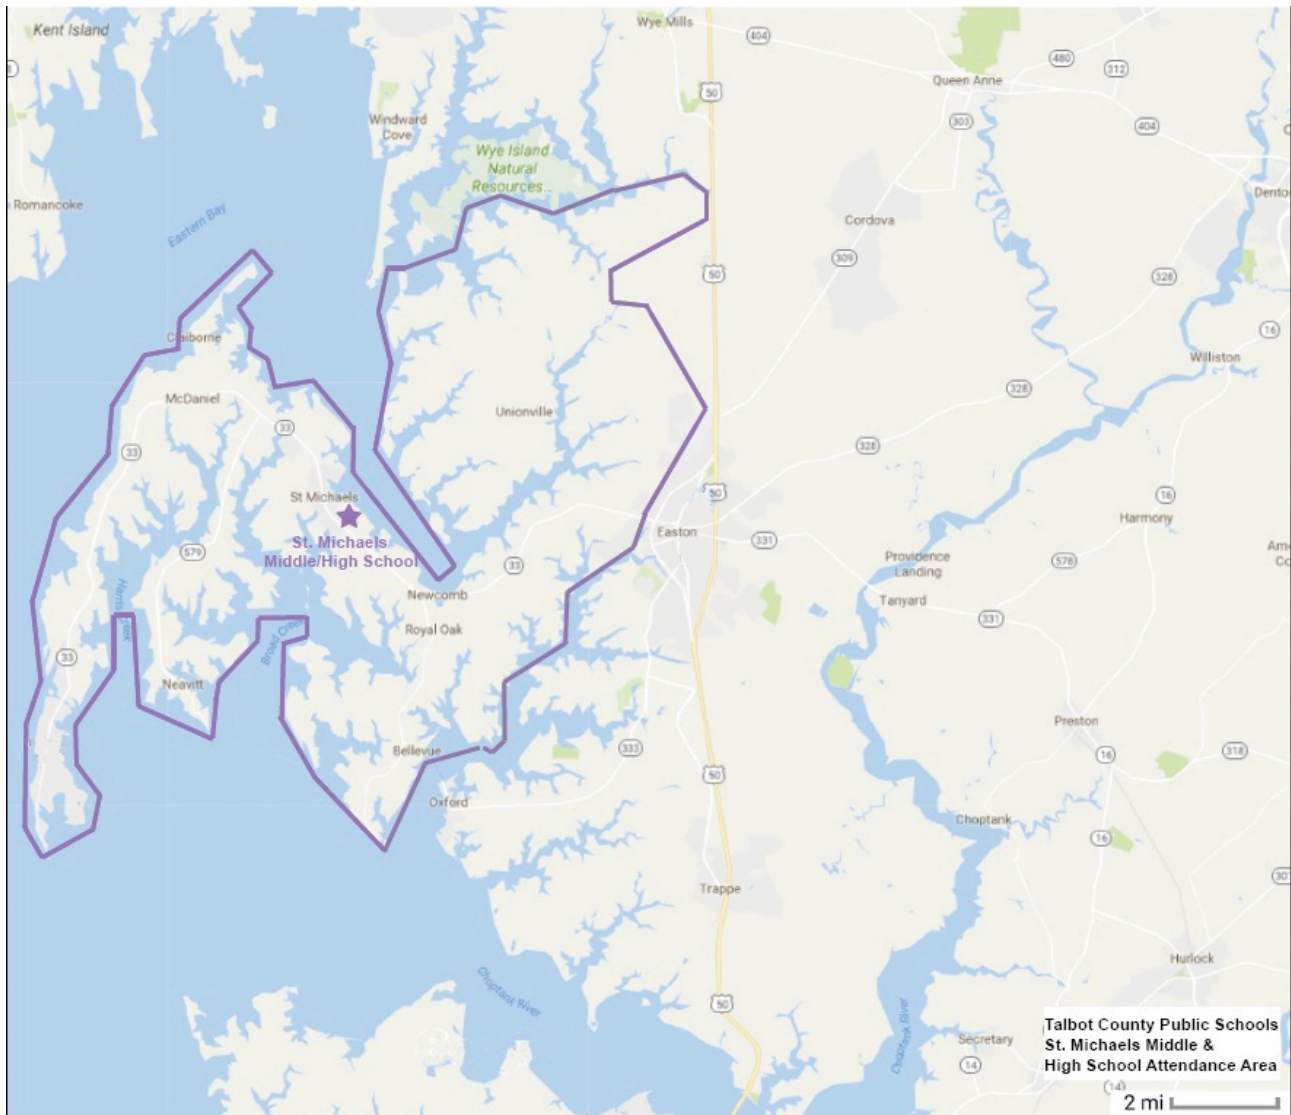 Kent Island
Wye Mills
404
480
312
8
50
Queen Anne
303
404
Windward
Cove
Wye Island
Natural
Resources...
Romancoke
Eastern Bay
Cordova
309
50
328
16
Claiborne
Williston
328
McDaniel
Unionville
33
33
328
St Michaels
50
16
Harmony
St. Michaels
Middle/High School
Easton
331
579
33
Providence
Landing
578
Tanyard
Harris Creek
Newcomb
331
Royal Oak
Broad Creek
33
Neavitt
Preston
Bellevue
333
16
318
50
Oxford
Choptank
16
Trappe
307
Hurlock
Choptank River
50
Choptank River
Secretary
14
14
Talbot County Public Schools
St. Michaels Middle &
High School Attendance Area
2 mi